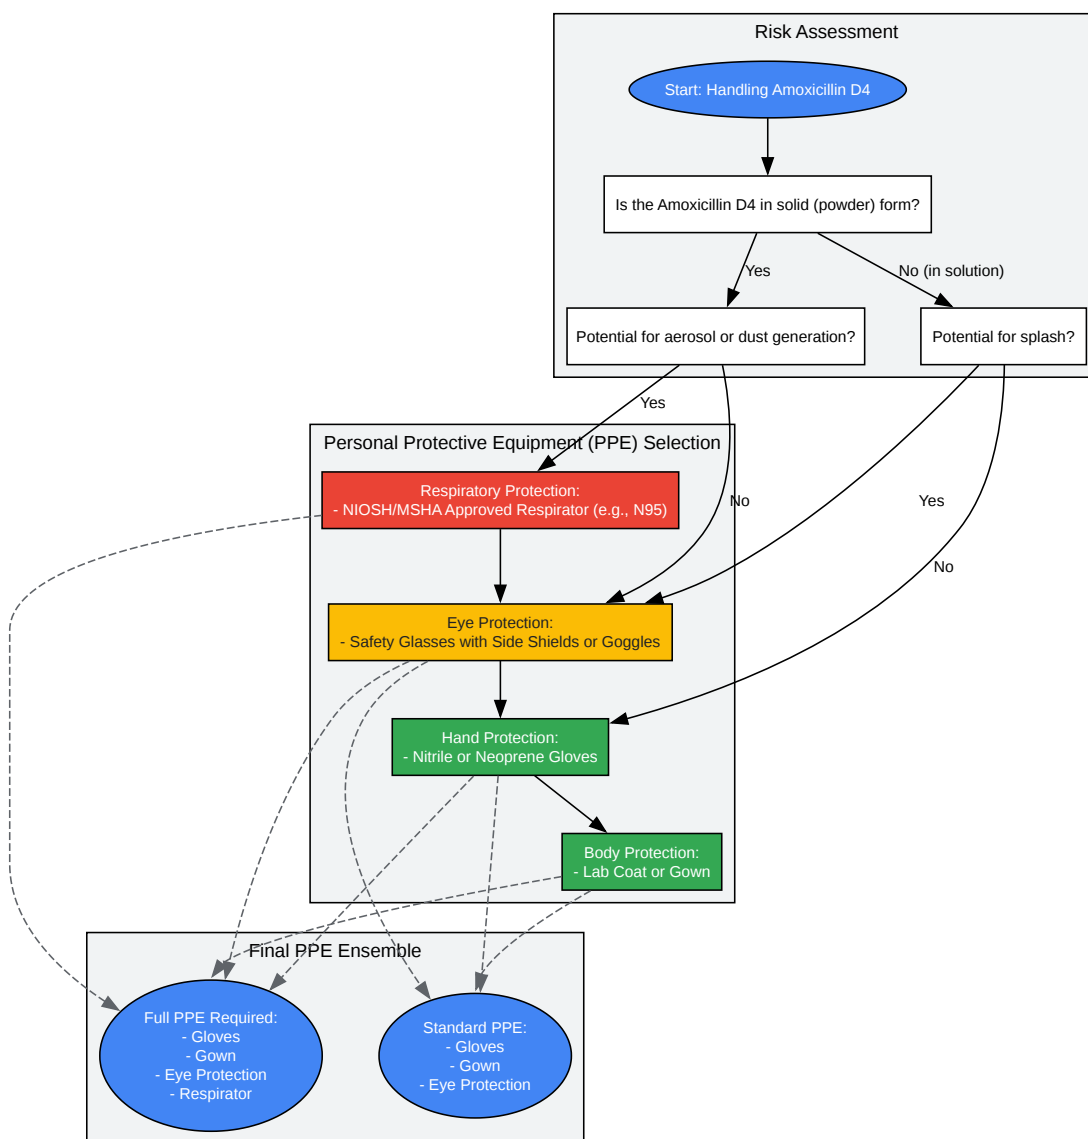 Risk Assessment
Start: Handling Amoxicillin D4
Is the Amoxicillin D4 in solid (powder) form?
Yes
No (in solution)
Potential for aerosol or dust generation?
Potential for splash?
Yes
Personal Protective Equipment (PPE) Selection
Respiratory Protection:
- NIOSH/MSHA Approved Respirator (e.g., N95)
No
Yes
No
Eye Protection:
- Safety Glasses with Side Shields or Goggles
Hand Protection:
- Nitrile or Neoprene Gloves
Body Protection:
- Lab Coat or Gown
Final PPE Ensemble
Full PPE Required:
- Gloves
- Gown
- Eye Protection
- Respirator
Standard PPE:
- Gloves
- Gown
- Eye Protection